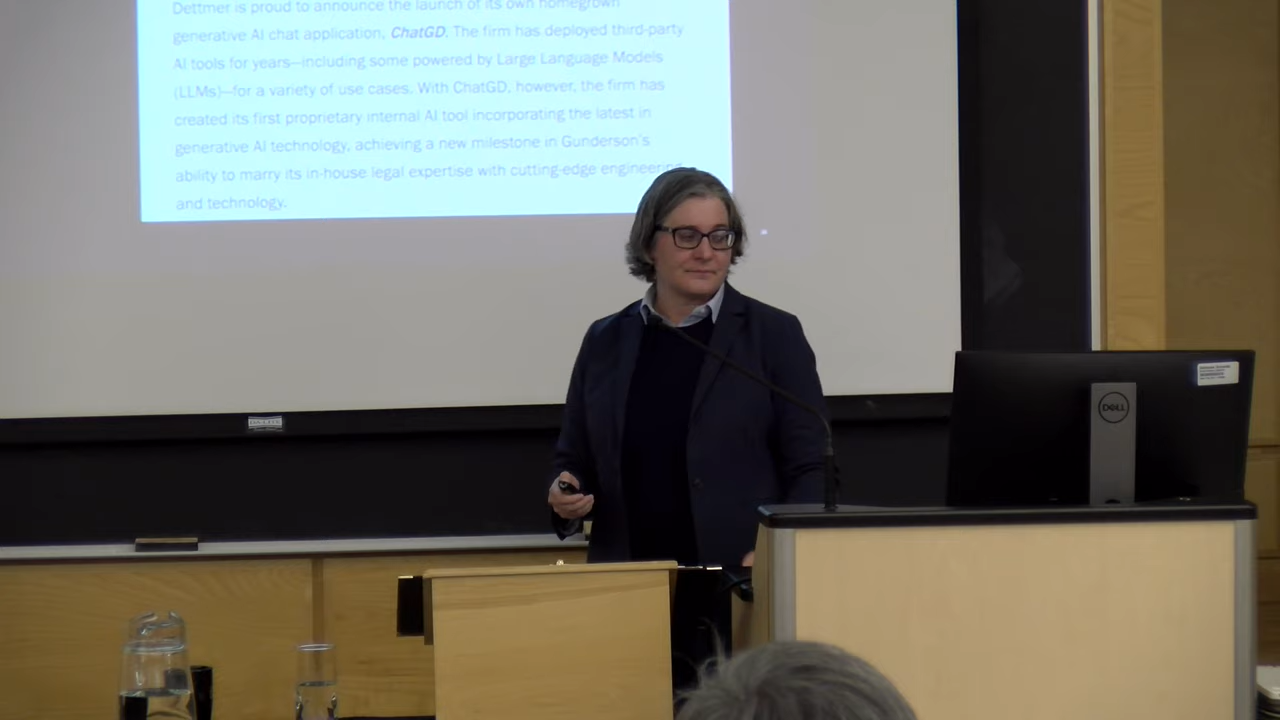 Dettmer is proud to announce the launch of its own homegrown
generative AI chat application, ChatGD. The firm has deployed third-party
AI tools for years—including some powered by Large Language Models
(LLMs)—for a variety of use cases. With ChatGD, however, the firm has
created its first proprietary internal AI tool incorporating the latest in
generative AI technology, achieving a new milestone in Gunderson's
ability to marry its in-house legal expertise with cutting-edge engineering
and technology.
DA-LITE
DELL